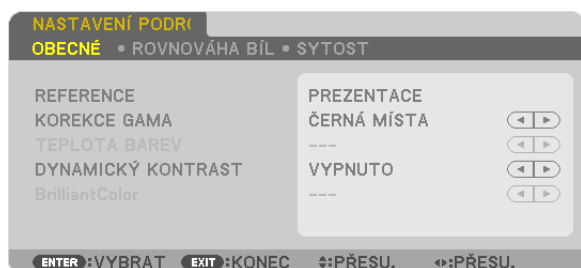 NASTAVENÍ PODR
OBECNÉ • ROVNOVÁHA BÍL • SYTOST
REFERENCE PREZENTACE
KOREKCE GAMA ČERNÁ MÍSTA
TEPLOTA BAREV ---
DYNAMICKÝ KONTRAST VYPNUTO
BrilliantColor ---
ENTER :VYBRAT EXIT :KONEC :PŘESU. :PŘESU.